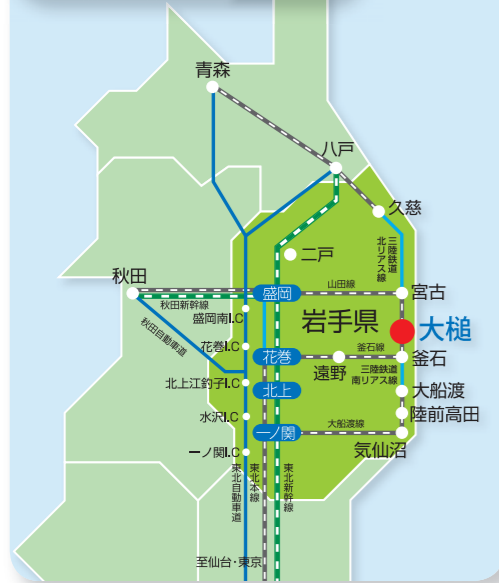 青森
八戸
久慈
三陸鉄道
北リアス線
二戸
秋田
秋田新幹線
盛岡
山田線
宮古
盛岡南I.C
岩手県
大槌
秋田自動車道
花巻I.C
花巻
釜石線
釜石
遠野
三陸鉄道
南リアス線
北上江釣子I.C
北上
大船渡
陸前高田
水沢I.C
一ノ関
大船渡線
気仙沼
一ノ関I.C
東北自動車道
東北本線
東北新幹線
至仙台・東京